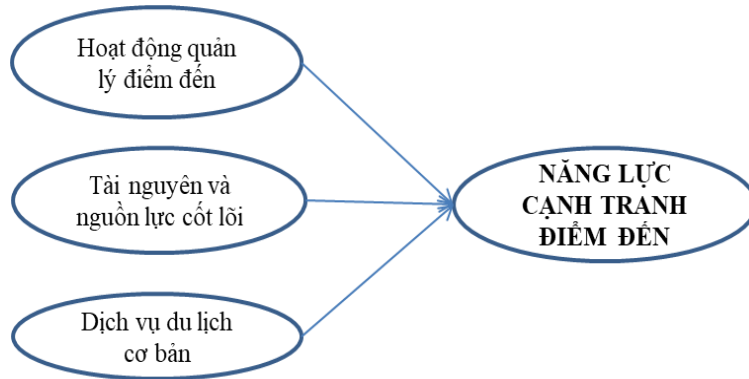 Hoạt động quản
lý điểm đến
Tài nguyên và
nguồn lực cốt lõi
Dịch vụ du lịch
cơ bản
NĂNG LỰC
CẠNH TRANH
ĐIỂM ĐẾN